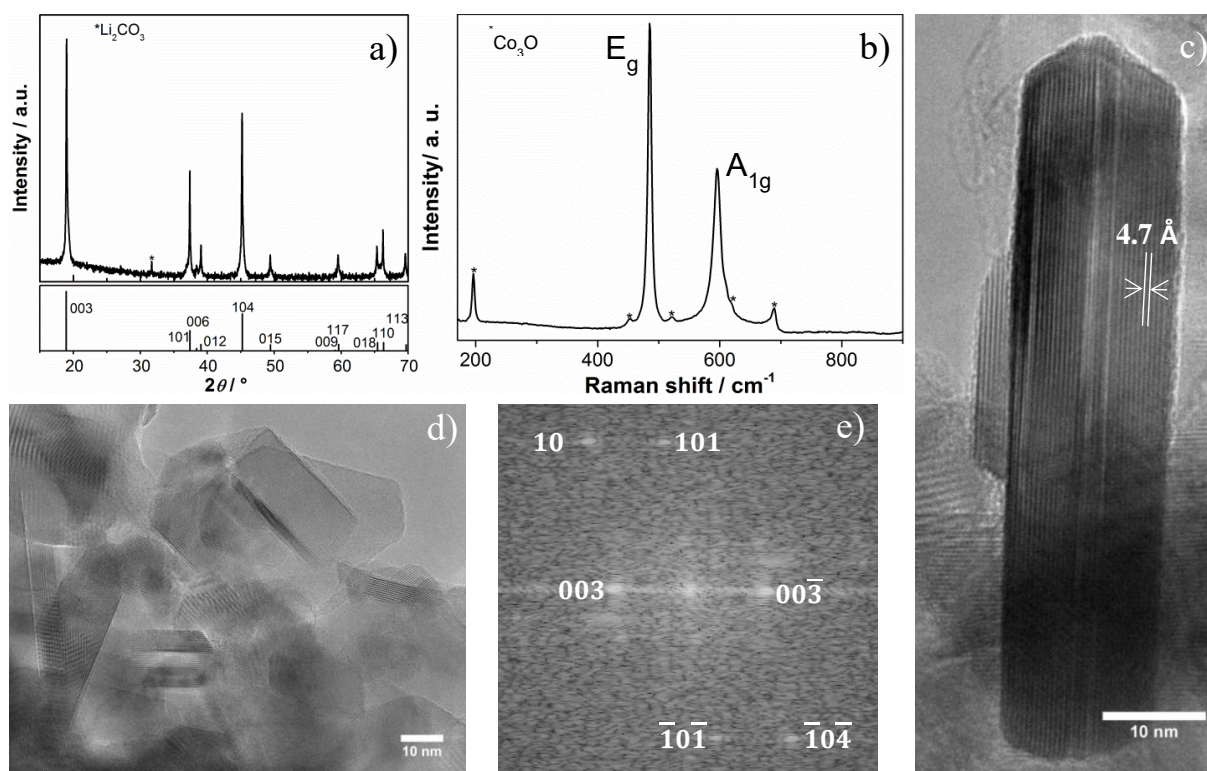 *Li₂CO₃
a)
Intensity / a.u.
*
003
101
006
012
104
015
009
117
018
110
113
20 30 40 50 60 70
2θ / °
*Co₃O
b)
Intensity/ a. u.
E_g
A_1g
* * * * *
200 400 600 800
Raman shift / cm⁻¹
c)
4.7 Å
10 nm
d)
10 nm
e)
10 101
003 003̅
1̅01̅ 1̅04̅